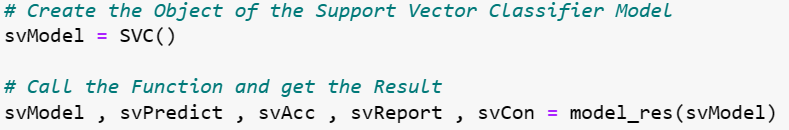 # Create the Object of the Support Vector Classifier Model
svModel = SVC()
# Call the Function and get the Result
svModel , svPredict , svAcc , svReport , svCon = model_res(svModel)